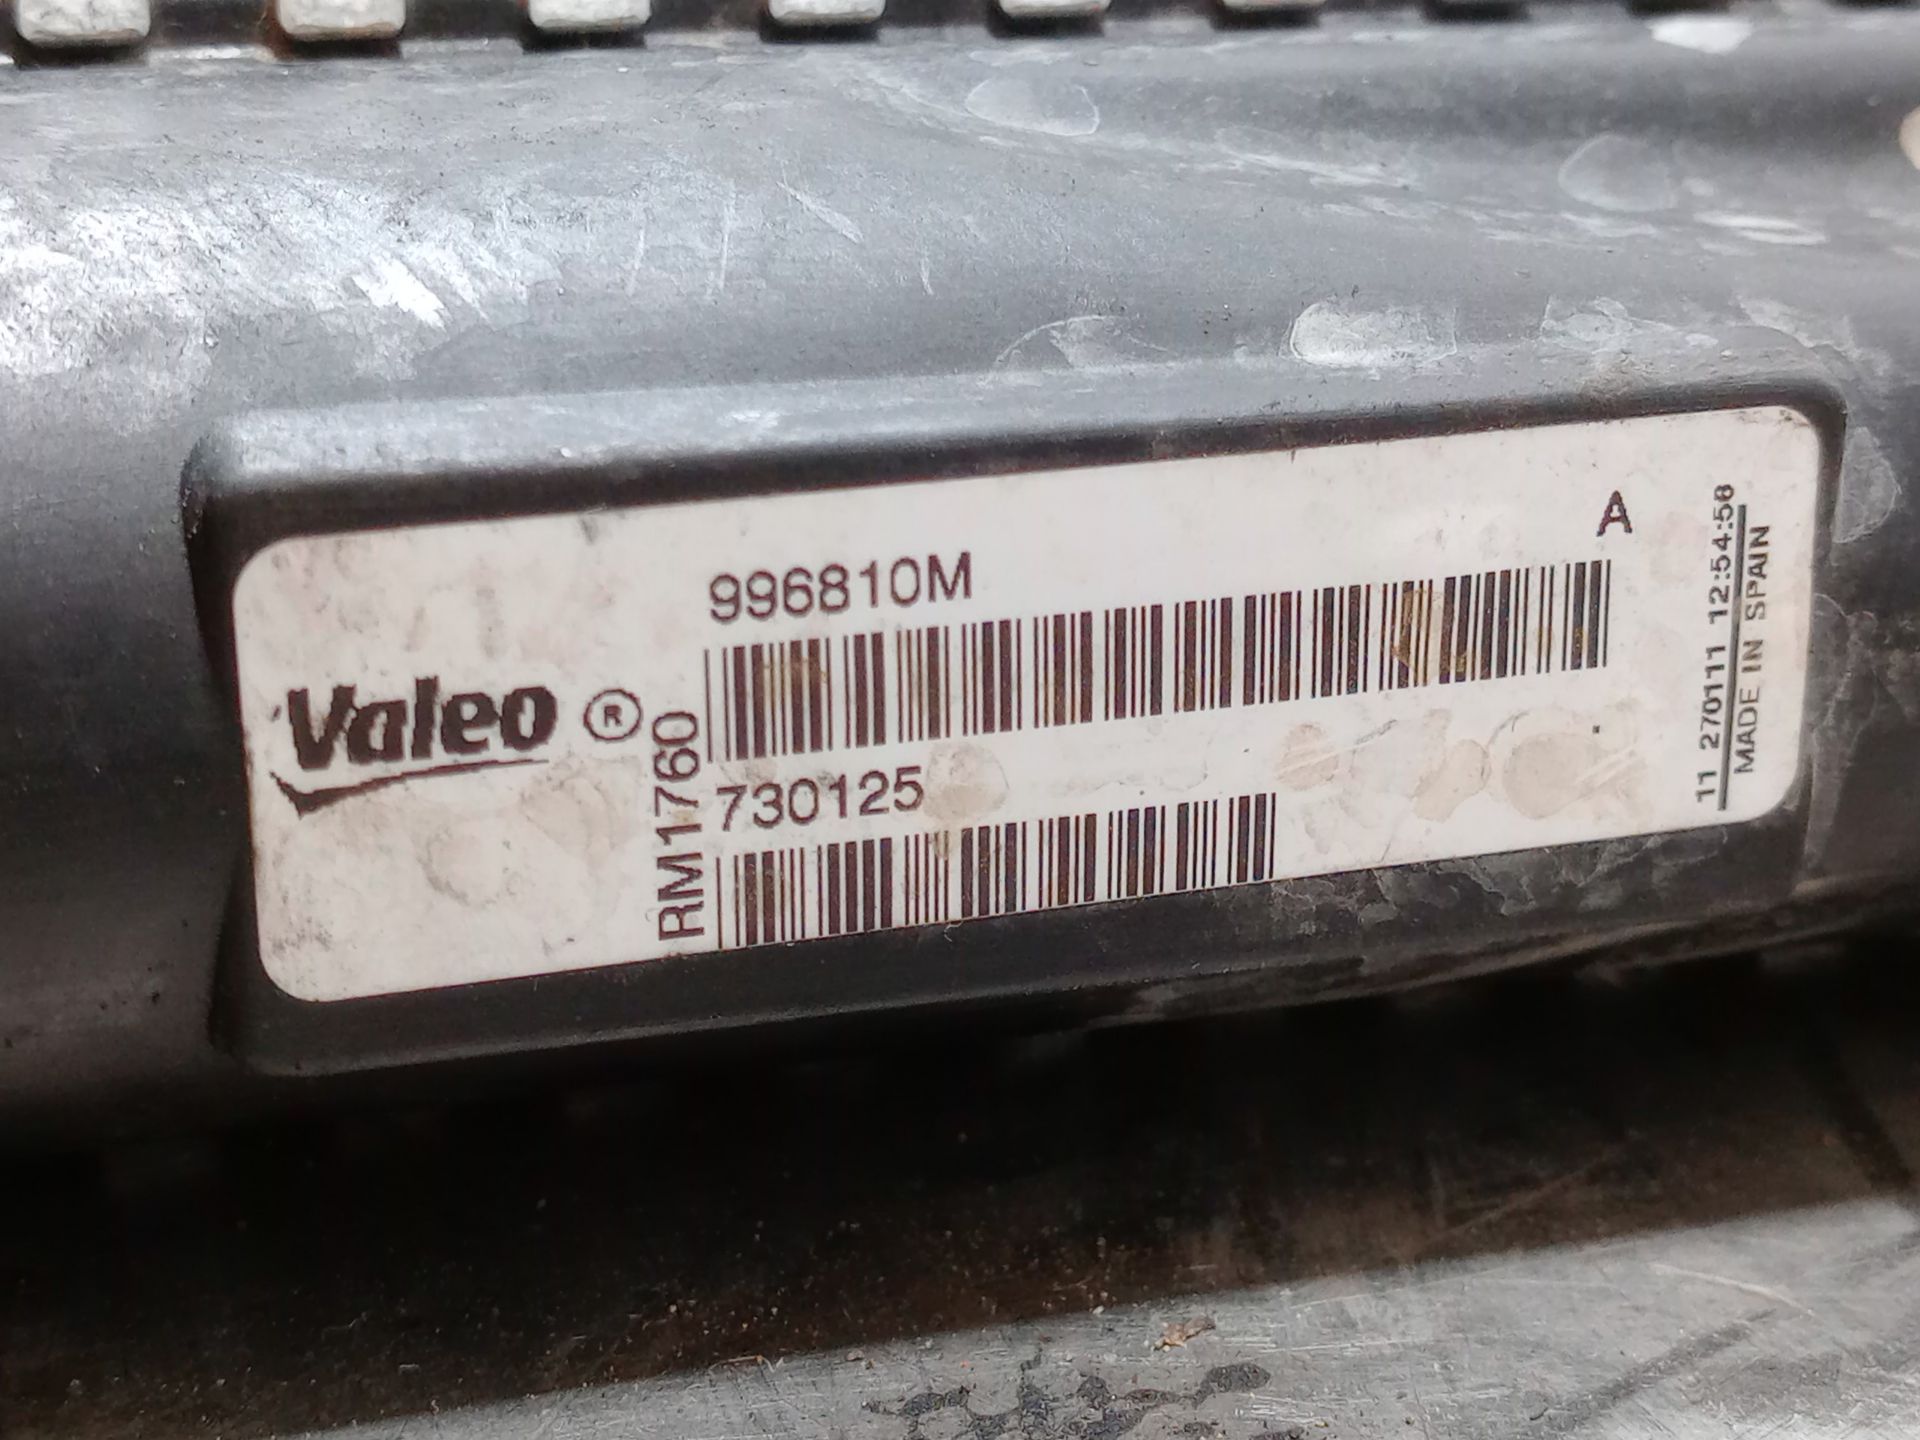 Valeo ®
RM1760
996810M
730125
A
11 270111 12:54:58
MADE IN SPAIN